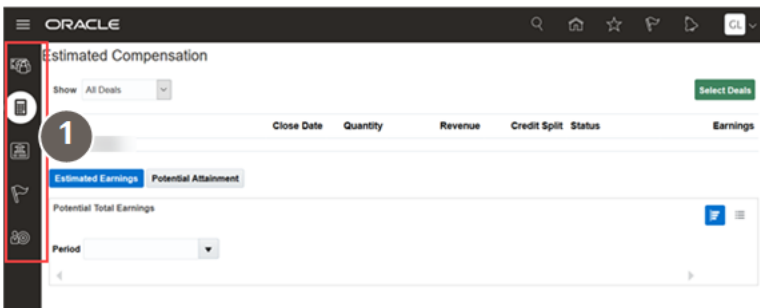 ORACLE
GL
Estimated Compensation
Show All Deals
Select Deals
1
Close Date Quantity Revenue Credit Split Status Earnings
Estimated Earnings Potential Attainment
Potential Total Earnings
Period